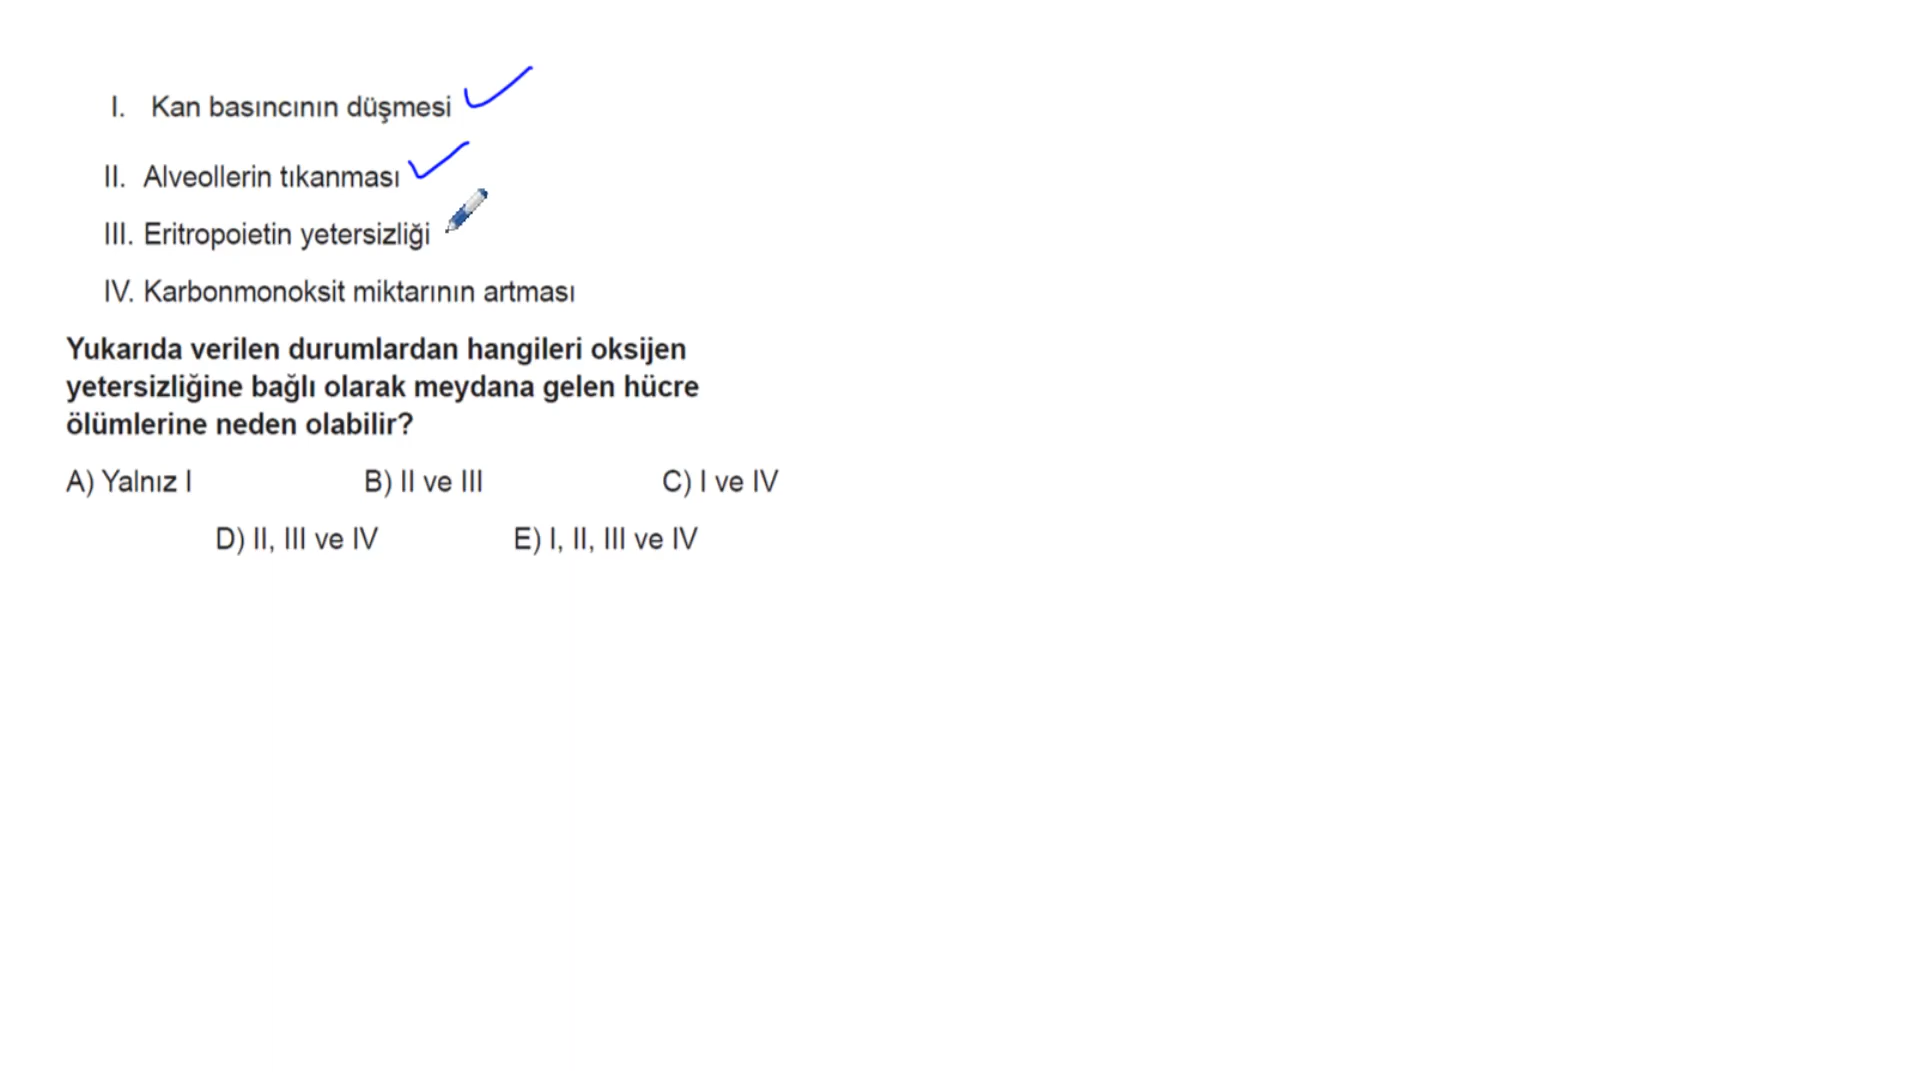 I. Kan basıncının düşmesi
II. Alveollerin tıkanması
III. Eritropoietin yetersizliği
IV. Karbonmonoksit miktarının artması
Yukarıda verilen durumlardan hangileri oksijen
yetersizliğine bağlı olarak meydana gelen hücre
ölümlerine neden olabilir?
A) Yalnız I B) II ve III C) I ve IV
D) II, III ve IV E) I, II, III ve IV